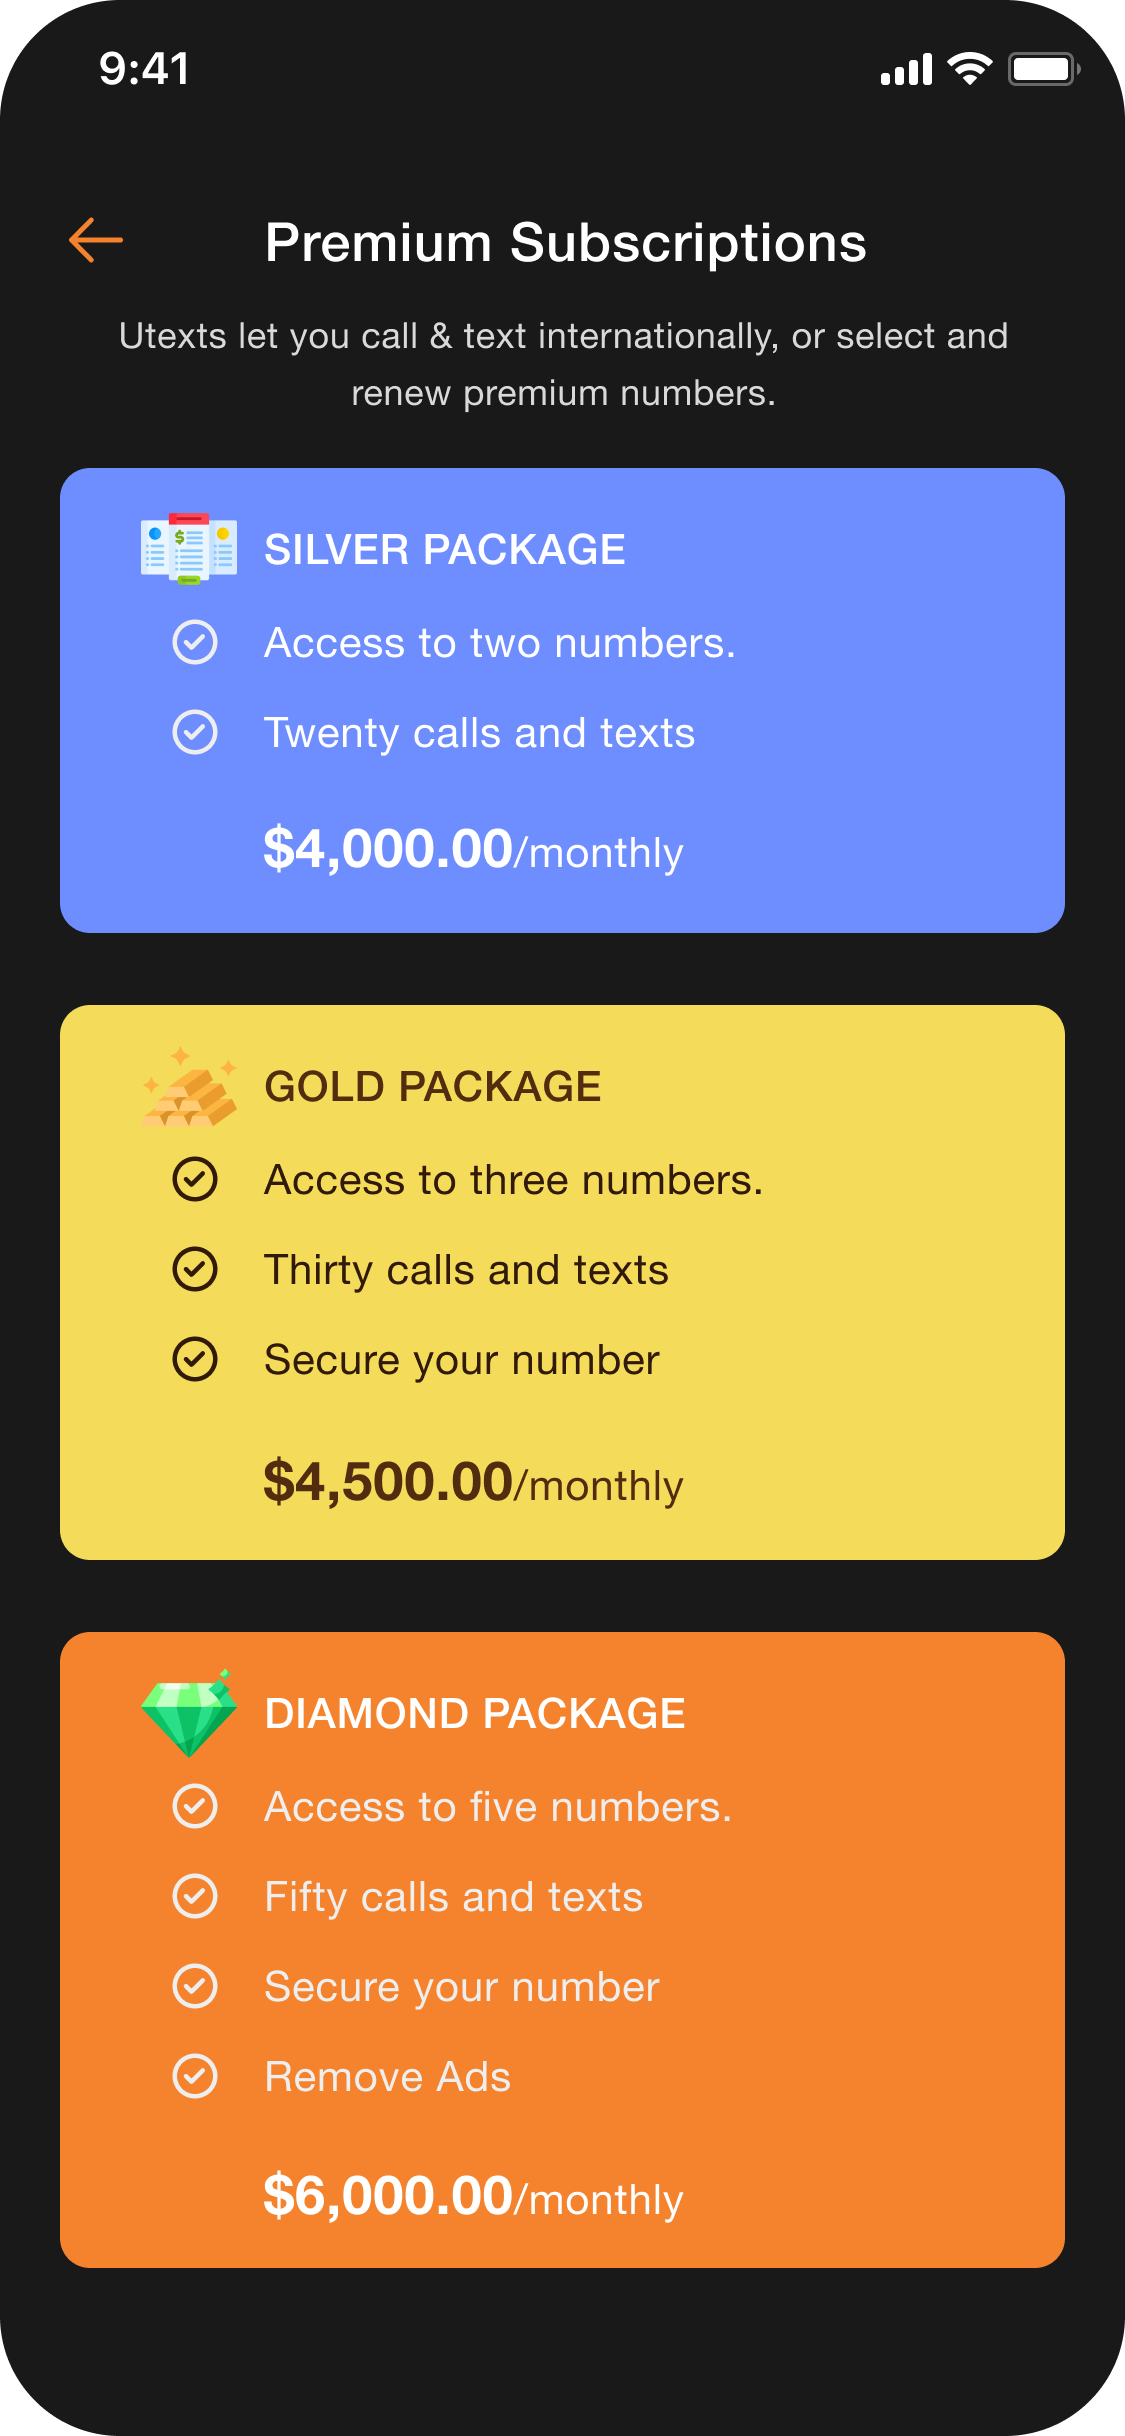 9:41
Premium Subscriptions
Utexts let you call & text internationally, or select and
renew premium numbers.
SILVER PACKAGE
Access to two numbers.
Twenty calls and texts
$4,000.00/monthly
GOLD PACKAGE
Access to three numbers.
Thirty calls and texts
Secure your number
$4,500.00/monthly
DIAMOND PACKAGE
Access to five numbers.
Fifty calls and texts
Secure your number
Remove Ads
$6,000.00/monthly